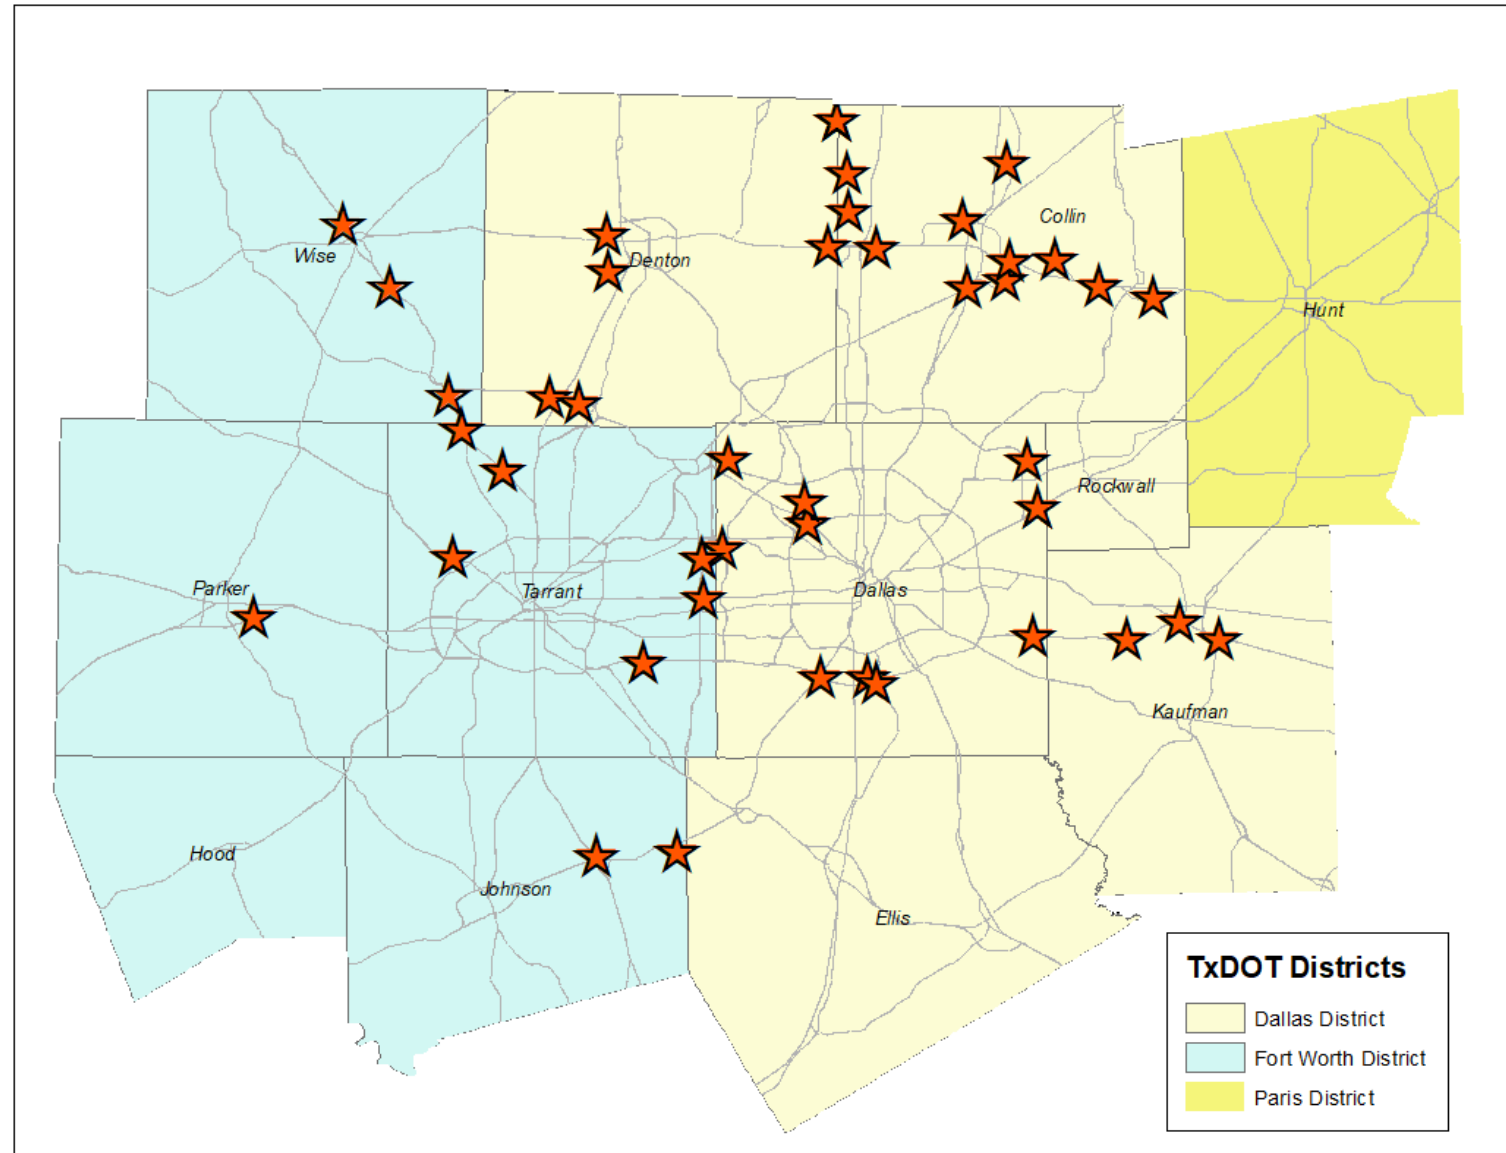 Collin
Wise
Denton
Hunt
Rockwall
Parker
Tarrant
Dallas
Kaufman
Hood
Johnson
Ellis
TxDOT Districts
Dallas District
Fort Worth District
Paris District